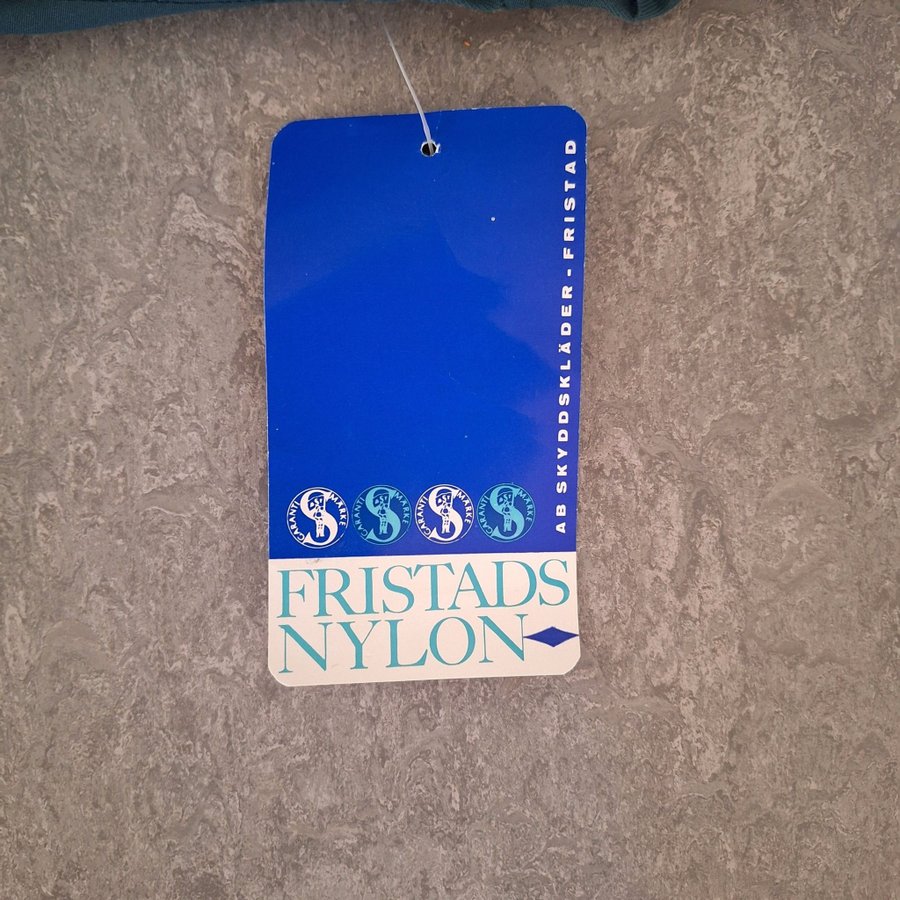 AB SKYDDSKLÄDER - FRISTAD
GARANTI MÄRKE
GARANTI MÄRKE
GARANTI MÄRKE
GARANTI MÄRKE
FRISTADS
NYLON